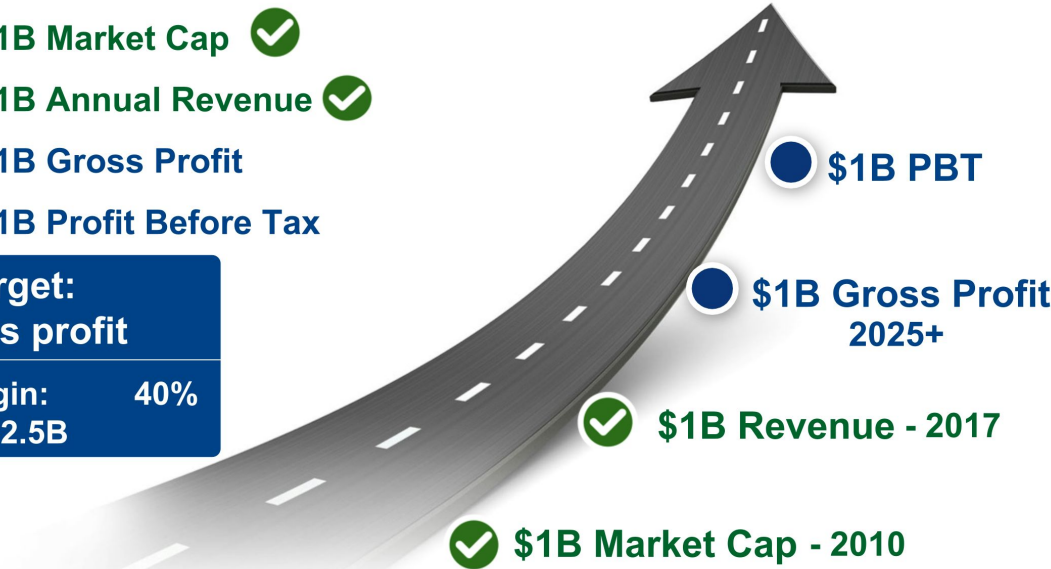 1B Market Cap
1B Annual Revenue
1B Gross Profit
1B Profit Before Tax
rget:
s profit
gin: 40%
2.5B
$1B PBT
$1B Gross Profit
2025+
$1B Revenue - 2017
$1B Market Cap - 2010